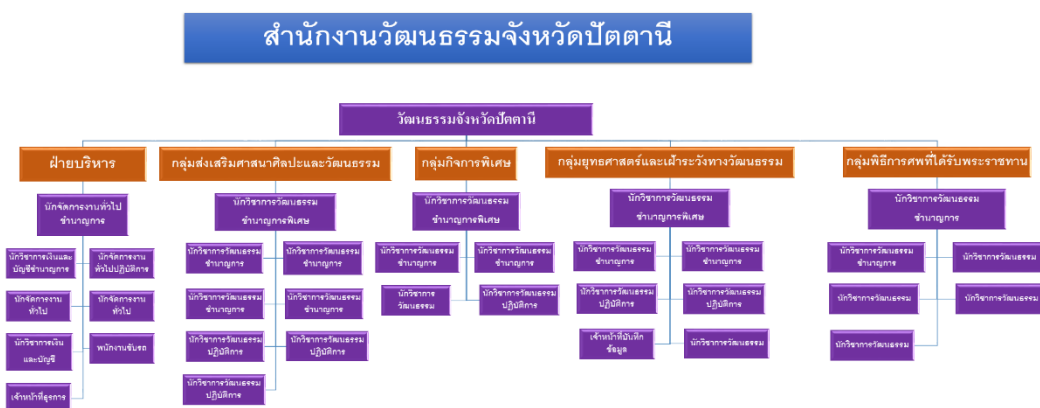 สำนักงานวัฒนธรรมจังหวัดปัตตานี
วัฒนธรรมจังหวัดปัตตานี
ฝ่ายบริหาร
กลุ่มส่งเสริมศาสนาศิลปะและวัฒนธรรม
กลุ่มกิจการพิเศษ
กลุ่มยุทธศาสตร์และเฝ้าระวังทางวัฒนธรรม
กลุ่มพิธีการศพที่ได้รับพระราชทาน
นักจัดการงานทั่วไป
ชำนาญการ
นักวิชาการเงินและ
บัญชีชำนาญการ
นักจัดการงาน
ทั่วไปปฏิบัติการ
นักจัดการงาน
ทั่วไป
นักจัดการงาน
ทั่วไป
นักวิชาการเงิน
และบัญชี
พนักงานขับรถ
เจ้าหน้าที่ธุรการ
นักวิชาการวัฒนธรรม
ชำนาญการพิเศษ
นักวิชาการวัฒนธรรม
ชำนาญการ
นักวิชาการวัฒนธรรม
ชำนาญการ
นักวิชาการวัฒนธรรม
ชำนาญการ
นักวิชาการวัฒนธรรม
ชำนาญการ
นักวิชาการวัฒนธรรม
ปฏิบัติการ
นักวิชาการวัฒนธรรม
ปฏิบัติการ
นักวิชาการวัฒนธรรม
ปฏิบัติการ
นักวิชาการวัฒนธรรม
ชำนาญการพิเศษ
นักวิชาการวัฒนธรรม
ชำนาญการ
นักวิชาการวัฒนธรรม
ชำนาญการ
นักวิชาการ
วัฒนธรรม
นักวิชาการวัฒนธรรม
ปฏิบัติการ
นักวิชาการวัฒนธรรม
ชำนาญการพิเศษ
นักวิชาการวัฒนธรรม
ชำนาญการ
นักวิชาการวัฒนธรรม
ชำนาญการ
นักวิชาการวัฒนธรรม
ปฏิบัติการ
นักวิชาการวัฒนธรรม
ปฏิบัติการ
เจ้าหน้าที่บันทึก
ข้อมูล
นักวิชาการวัฒนธรรม
นักวิชาการวัฒนธรรม
ชำนาญการ
นักวิชาการวัฒนธรรม
ชำนาญการ
นักวิชาการวัฒนธรรม
นักวิชาการวัฒนธรรม
นักวิชาการวัฒนธรรม
นักวิชาการวัฒนธรรม